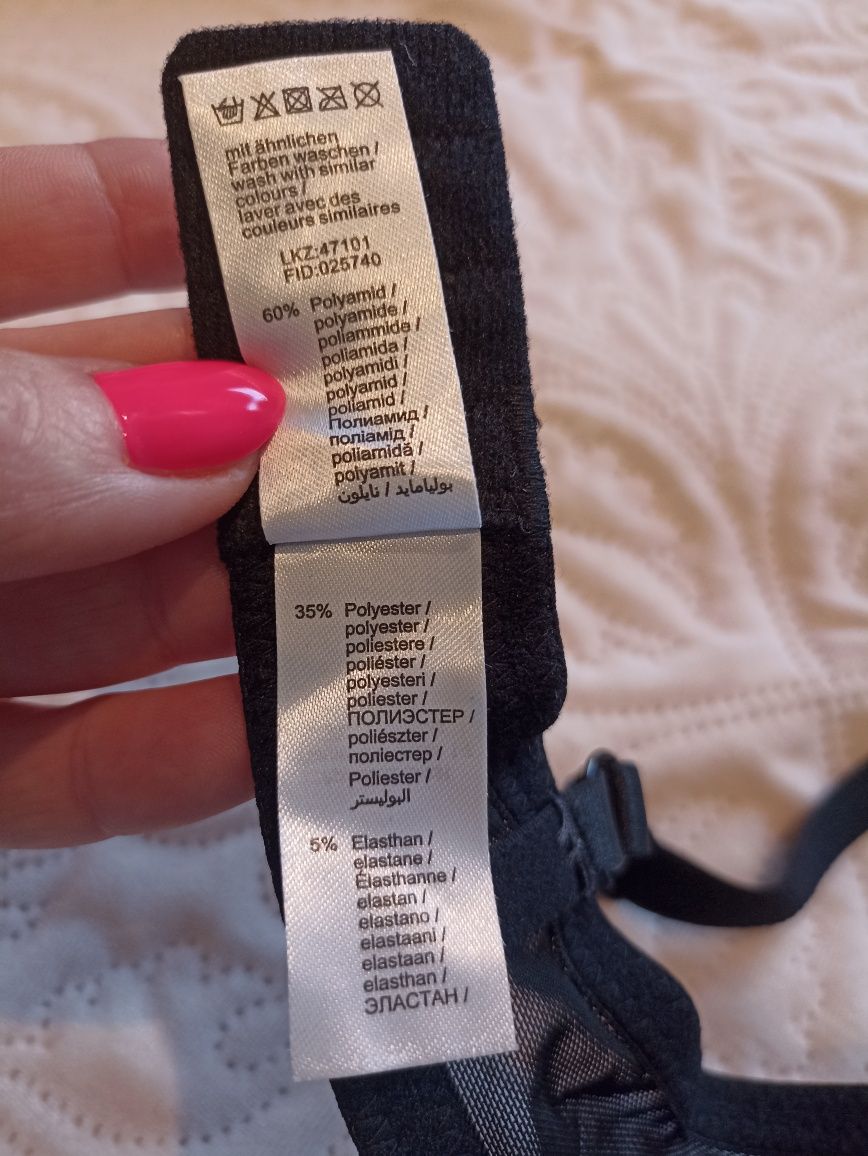 mit ähnlichen
Farben waschen /
wash with similar
colours /
laver avec des
couleurs similaires
LKZ:47101
FID:025740
60% Polyamid /
polyamide /
poliammide /
poliamida /
polyamidi /
polyamid /
poliamid /
Полиамид /
поліамід /
poliamidă /
polyamit /
بوليامايد / نايلون
35% Polyester /
polyester /
poliestere /
poliéster /
polyesteri /
poliester /
ПОЛИЭСТЕР /
poliészter /
поліестер /
Poliester /
البوليستر
5% Elasthan /
elastane /
Élasthanne /
elastan /
elastano /
elastaani /
elastaan /
elasthan /
ЭЛАСТАН /